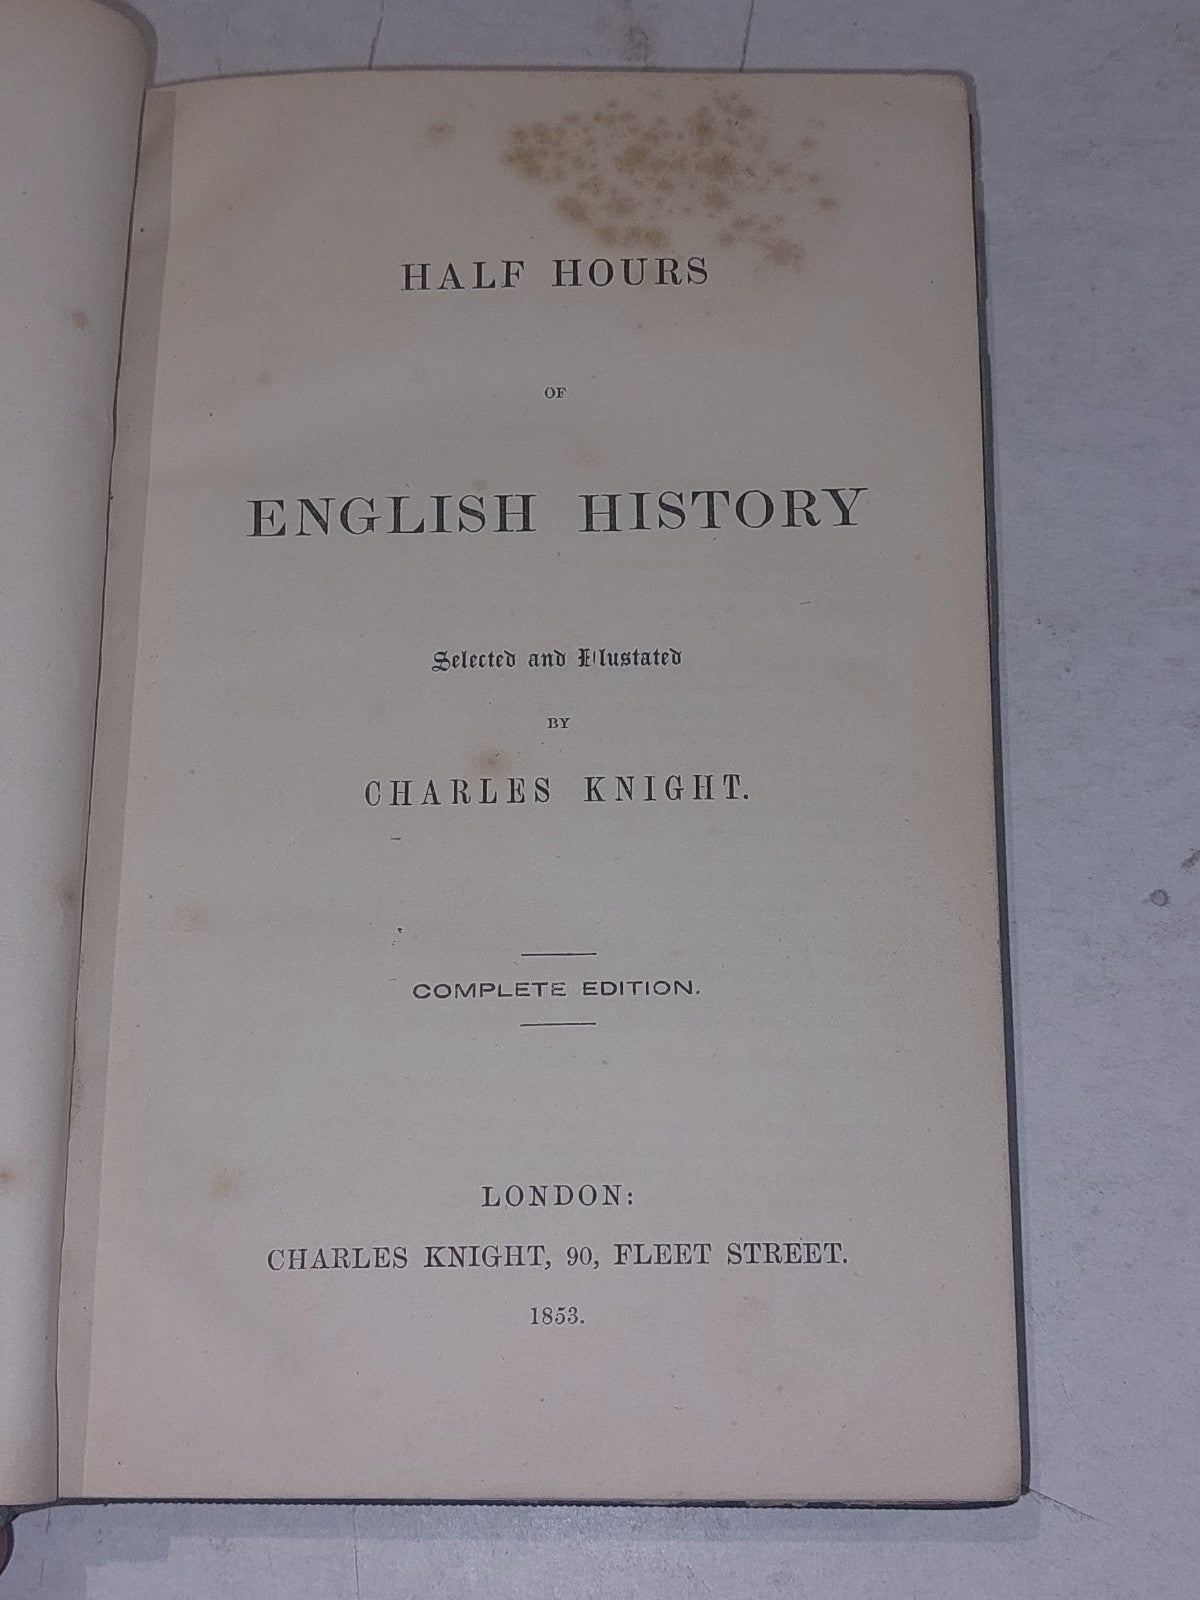 HALF HOURS
OF
ENGLISH HISTORY
Selected and Illustated
BY
CHARLES KNIGHT.
COMPLETE EDITION.
LONDON:
CHARLES KNIGHT, 90, FLEET STREET.
1853.